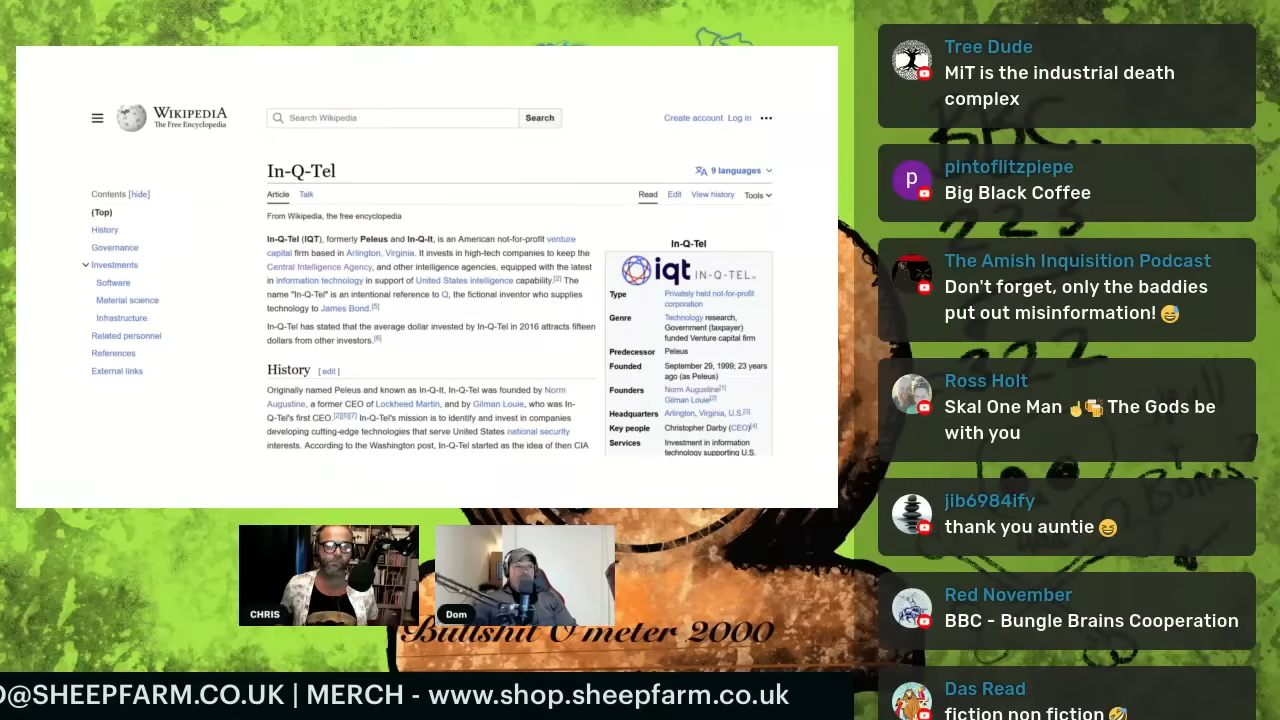 WIKIPEDIA
The Free Encyclopedia
Search Wikipedia
Search
Create account Log in
In-Q-Tel
9 languages
Article Talk
Read Edit View history Tools
From Wikipedia, the free encyclopedia
Contents [hide]
(Top)
History
Governance
Investments
Software
Material science
Infrastructure
Related personnel
References
External links
In-Q-Tel (IQT), formerly Peleus and In-Q-It, is an American not-for-profit venture
capital firm based in Arlington, Virginia. It invests in high-tech companies to keep the
Central Intelligence Agency, and other intelligence agencies, equipped with the latest
in information technology in support of United States intelligence capability.[2] The
name "In-Q-Tel" is an intentional reference to Q, the fictional inventor who supplies
technology to James Bond.[5]
In-Q-Tel has stated that the average dollar invested by In-Q-Tel in 2016 attracts fifteen
dollars from other investors.[6]
History [ edit ]
Originally named Peleus and known as In-Q-It, In-Q-Tel was founded by Norm
Augustine, a former CEO of Lockheed Martin, and by Gilman Louie, who was In-
Q-Tel's first CEO.[2][5][7] In-Q-Tel's mission is to identify and invest in companies
developing cutting-edge technologies that serve United States national security
interests. According to the Washington post, In-Q-Tel started as the idea of then CIA
In-Q-Tel
iqt IN-Q-TEL
Type Privately held not-for-profit
corporation
Genre Technology research,
Government (taxpayer)
funded Venture capital firm
Predecessor Peleus
Founded September 29, 1999; 23 years
ago (as Peleus)
Founders Norm Augustine[1]
Gilman Louie[2]
Headquarters Arlington, Virginia, U.S.[3]
Key people Christopher Darby (CEO)[4]
Services Investment in information
technology supporting U.S.
CHRIS
Dom
Bullshit O meter 2000
@SHEEPFARM.CO.UK | MERCH - www.shop.sheepfarm.co.uk
Tree Dude
MiT is the industrial death
complex
pintoflitzpiepe
Big Black Coffee
The Amish Inquisition Podcast
Don't forget, only the baddies
put out misinformation! 😅
Ross Holt
Ska One Man 🤞🍻 The Gods be
with you
jib6984ify
thank you auntie 😆
Red November
BBC - Bungle Brains Cooperation
Das Read
fiction non fiction 🤣